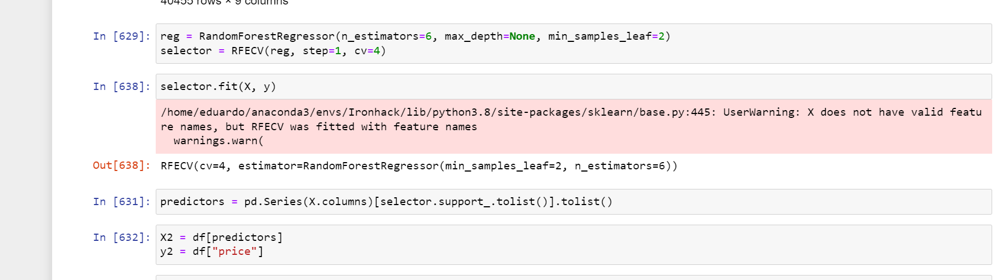 40455 rows × 9 columns
In [629]: reg = RandomForestRegressor(n_estimators=6, max_depth=None, min_samples_leaf=2)
selector = RFECV(reg, step=1, cv=4)
In [638]: selector.fit(X, y)
/home/eduardo/anaconda3/envs/Ironhack/lib/python3.8/site-packages/sklearn/base.py:445: UserWarning: X does not have valid featu
re names, but RFECV was fitted with feature names
  warnings.warn(
Out[638]: RFECV(cv=4, estimator=RandomForestRegressor(min_samples_leaf=2, n_estimators=6))
In [631]: predictors = pd.Series(X.columns)[selector.support_.tolist()].tolist()
In [632]: X2 = df[predictors]
y2 = df["price"]